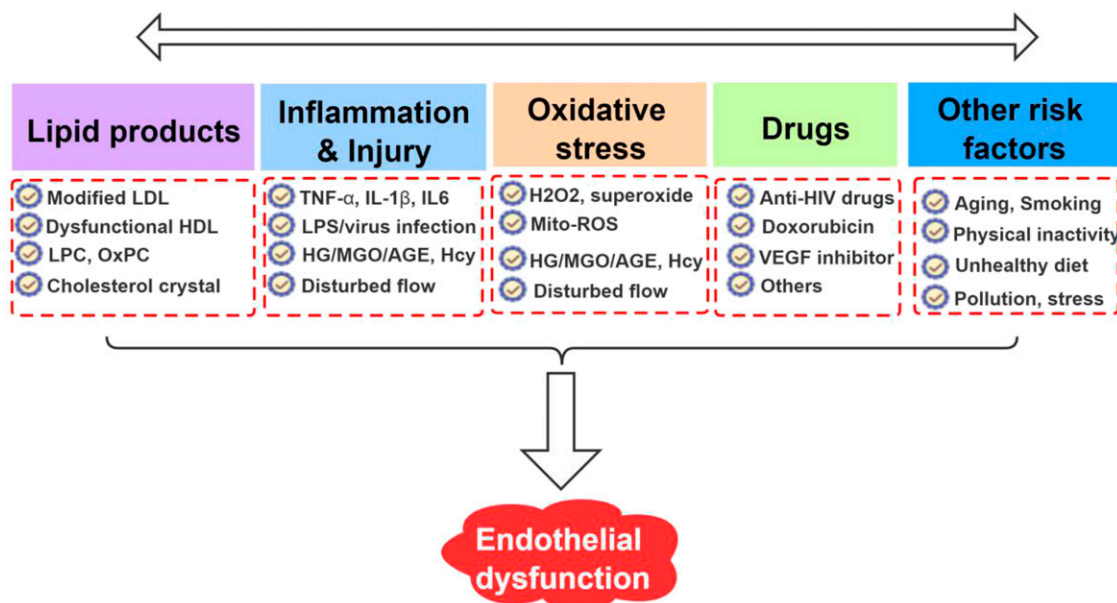 Lipid products
Modified LDL
Dysfunctional HDL
LPC, OxPC
Cholesterol crystal
Inflammation
& Injury
TNF-α, IL-1β, IL6
LPS/virus infection
HG/MGO/AGE, Hcy
Disturbed flow
Oxidative
stress
H2O2, superoxide
Mito-ROS
HG/MGO/AGE, Hcy
Disturbed flow
Drugs
Anti-HIV drugs
Doxorubicin
VEGF inhibitor
Others
Other risk
factors
Aging, Smoking
Physical inactivity
Unhealthy diet
Pollution, stress
Endothelial
dysfunction